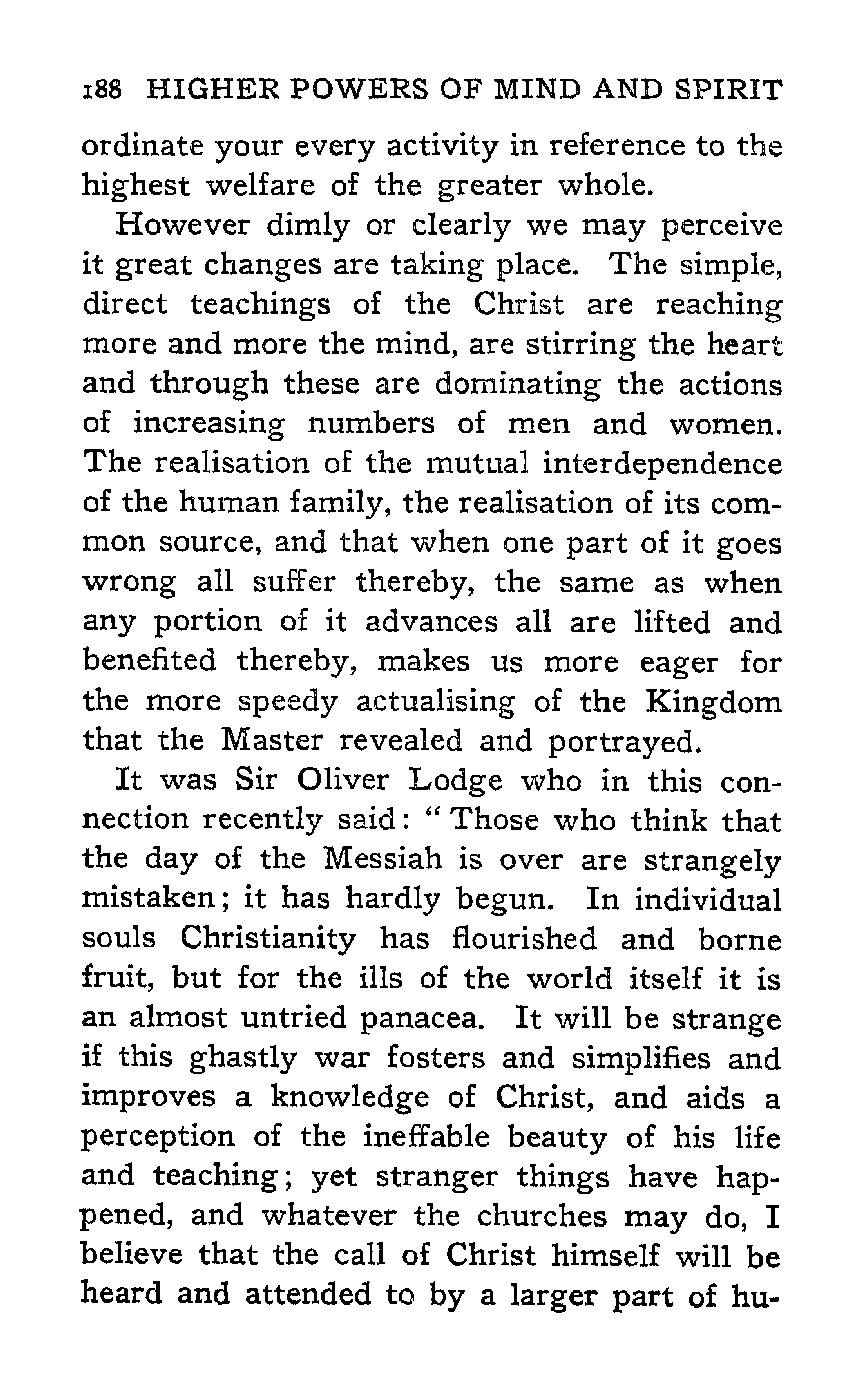 188 HIGHER POWERS OF MIND AND SPIRIT
ordinate your every activity in reference to the
highest welfare of the greater whole.
However dimly or clearly we may perceive
it great changes are taking place. The simple,
direct teachings of the Christ are reaching
more and more the mind, are stirring the heart
and through these are dominating the actions
of increasing numbers of men and women.
The realisation of the mutual interdependence
of the human family, the realisation of its com-
mon source, and that when one part of it goes
wrong all suffer thereby, the same as when
any portion of it advances all are lifted and
benefited thereby, makes us more eager for
the more speedy actualising of the Kingdom
that the Master revealed and portrayed.
It was Sir Oliver Lodge who in this con-
nection recently said: “ Those who think that
the day of the Messiah is over are strangely
mistaken; it has hardly begun. In individual
souls Christianity has flourished and borne
fruit, but for the ills of the world itself it is
an almost untried panacea. It will be strange
if this ghastly war fosters and simplifies and
improves a knowledge of Christ, and aids a
perception of the ineffable beauty of his life
and teaching; yet stranger things have hap-
pened, and whatever the churches may do, I
believe that the call of Christ himself will be
heard and attended to by a larger part of hu-